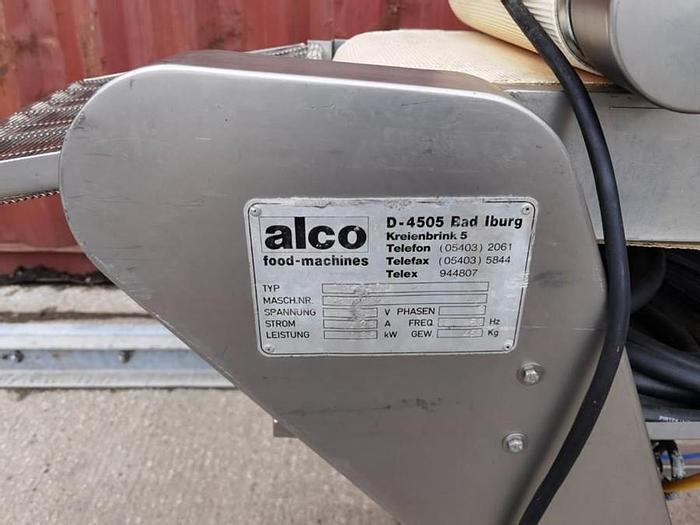 alco
food-machines
D-4505 Bad Iburg
Kreienbrink 5
Telefon (05403) 2061
Telefax (05403) 5844
Telex 944807
TYP
MASCH.NR.
SPANNUNG V PHASEN
STROM A FREQ. Hz
LEISTUNG kW GEW. Kg